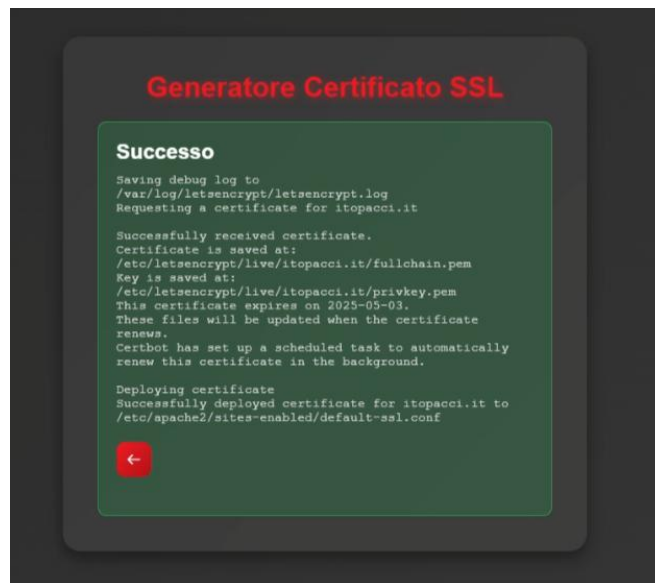 Generatore Certificato SSL
Successo
Saving debug log to
/var/log/letsencrypt/letsencrypt.log
Requesting a certificate for itopacci.it
Successfully received certificate.
Certificate is saved at:
/etc/letsencrypt/live/itopacci.it/fullchain.pem
Key is saved at:
/etc/letsencrypt/live/itopacci.it/privkey.pem
This certificate expires on 2025-05-03.
These files will be updated when the certificate
renews.
Certbot has set up a scheduled task to automatically
renew this certificate in the background.
Deploying certificate
Successfully deployed certificate for itopacci.it to
/etc/apache2/sites-enabled/default-ssl.conf